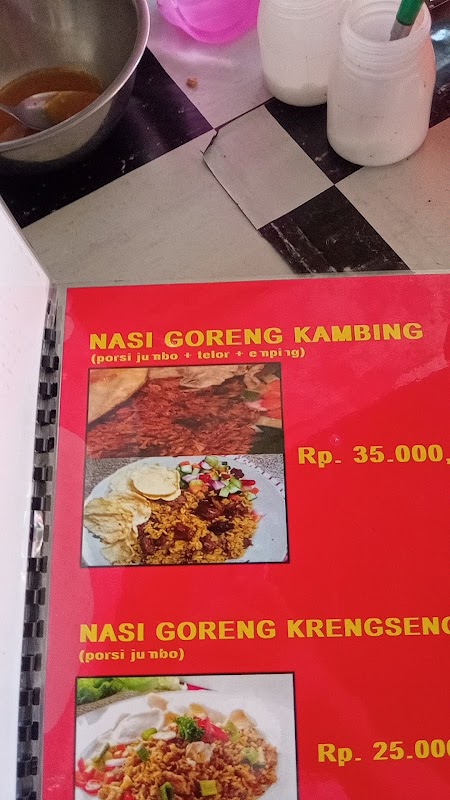 NASI GORENG KAMBING
(porsi jumbo + telor + emping)
Rp. 35.000,
NASI GORENG KRENGSENG
(porsi jumbo)
Rp. 25.000